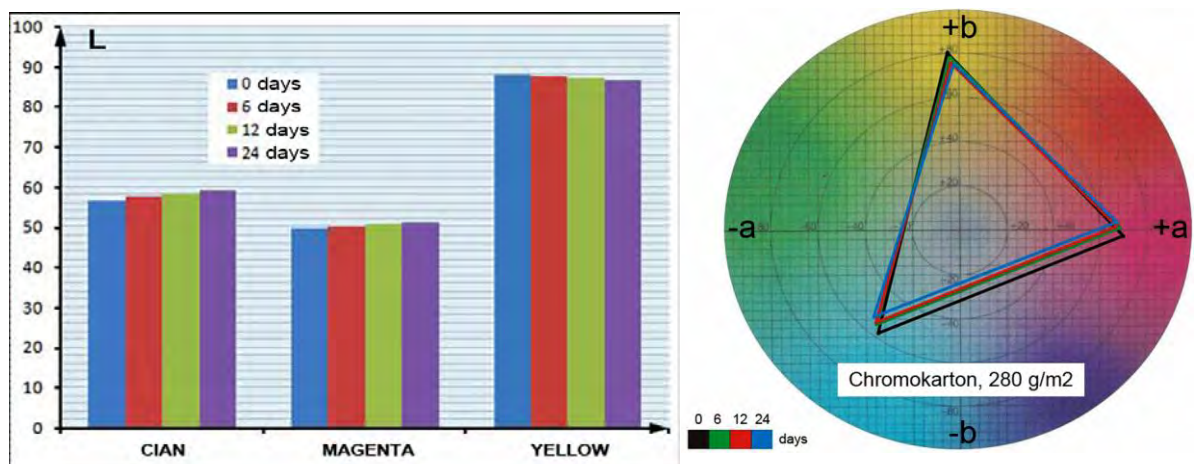 100
90
80
70
60
50
40
30
20
10
0
L
0 days
6 days
12 days
24 days
CIAN
MAGENTA
YELLOW
+b
-a
+a
-b
Chromokarton, 280 g/m2
0 6 12 24
days